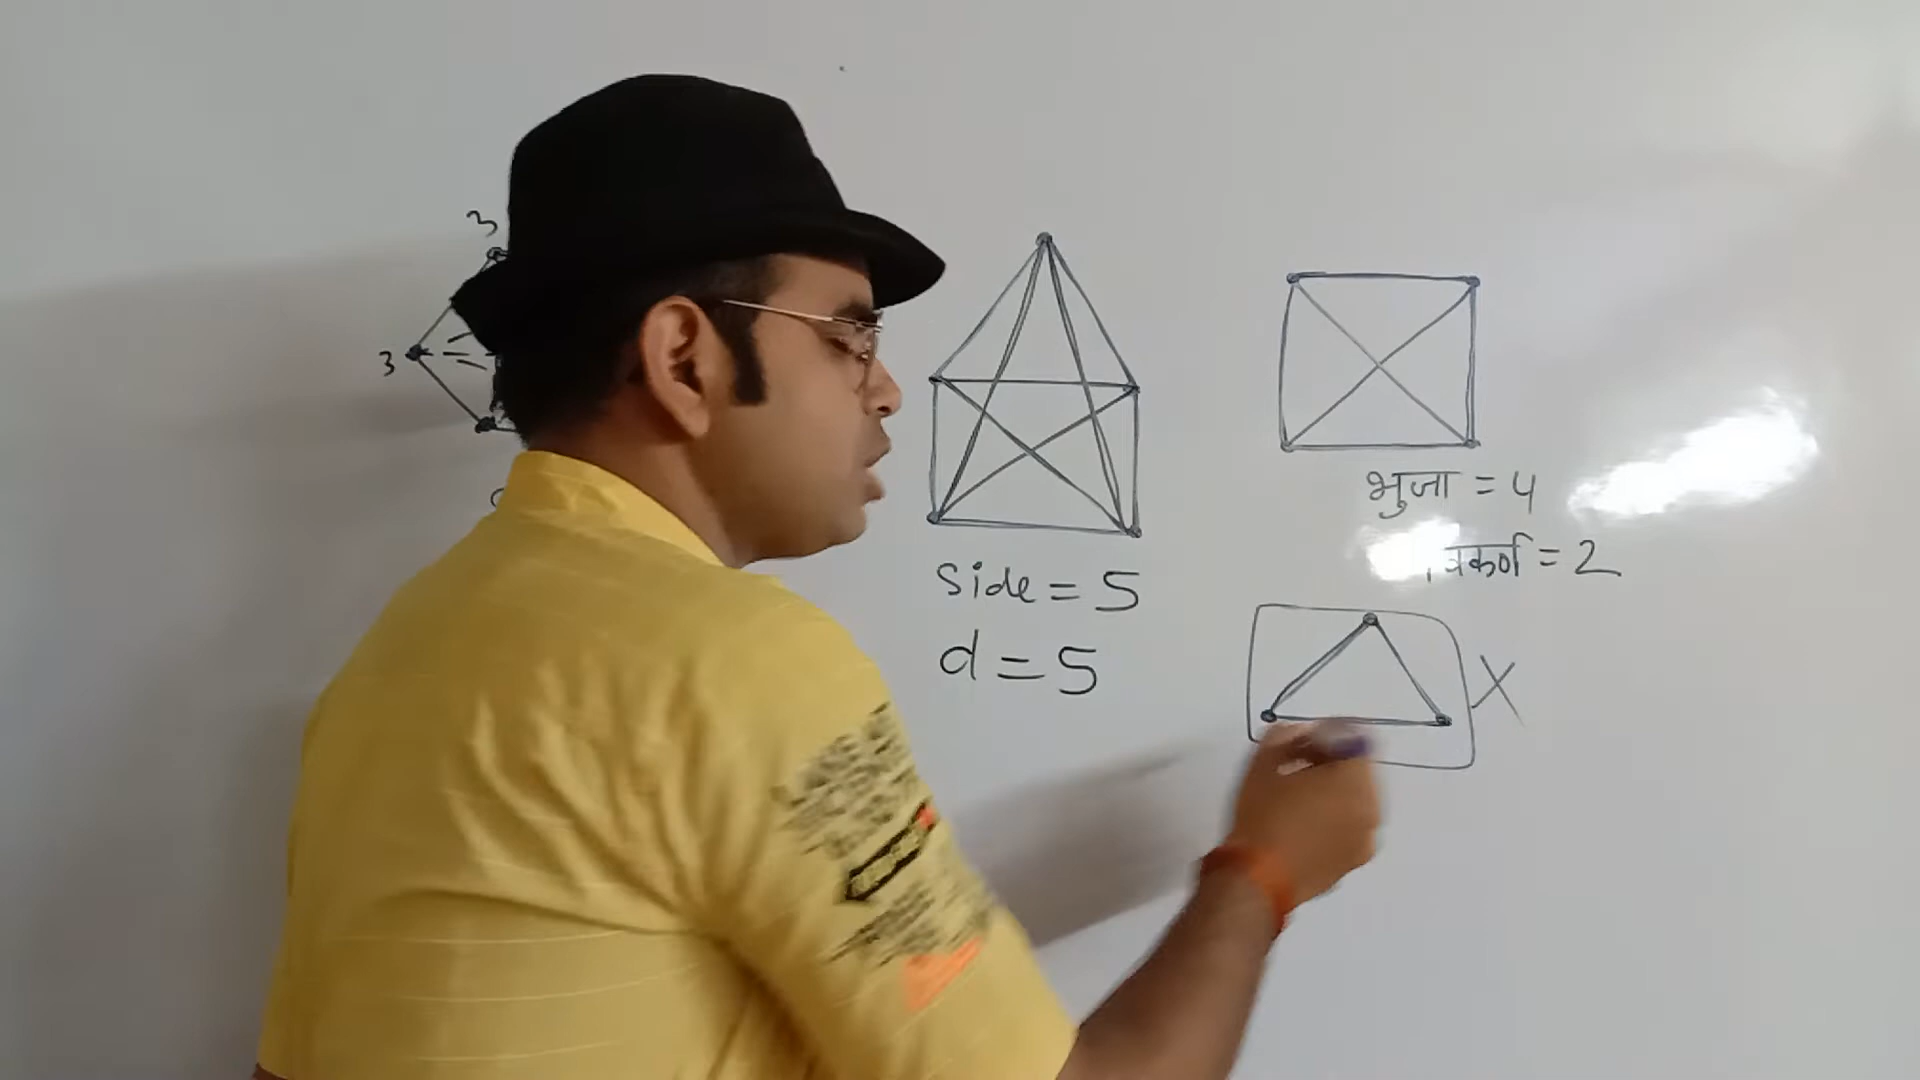 3
3
side = 5
d = 5
भुजा = 4
विकर्ण = 2
X